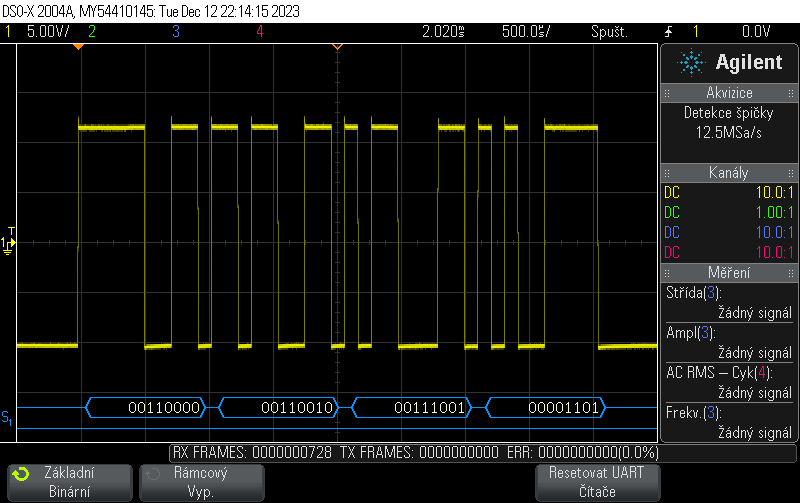 DSO-X 2004A, MY54410145: Tue Dec 12 22:14:15 2023
1 5.00V/ 2 3 4 2.020s 500.0s/ Spušt. 1 0.0V
Agilent
Akvizice
Detekce špičky
12.5MSa/s
Kanály
DC 10.0:1
DC 1.00:1
DC 10.0:1
DC 10.0:1
Měření
Střída(3):
Žádný signál
Ampl(3):
Žádný signál
AC RMS – Cyk(4):
Žádný signál
Frekv.(3):
Žádný signál
T
1
S1 00110000 00110010 00111001 00001101
RX FRAMES: 0000000728 TX FRAMES: 0000000000 ERR: 0000000000(0.0%)
Základní
Binární
Rámcový
Vyp.
Resetovat UART
Čítače